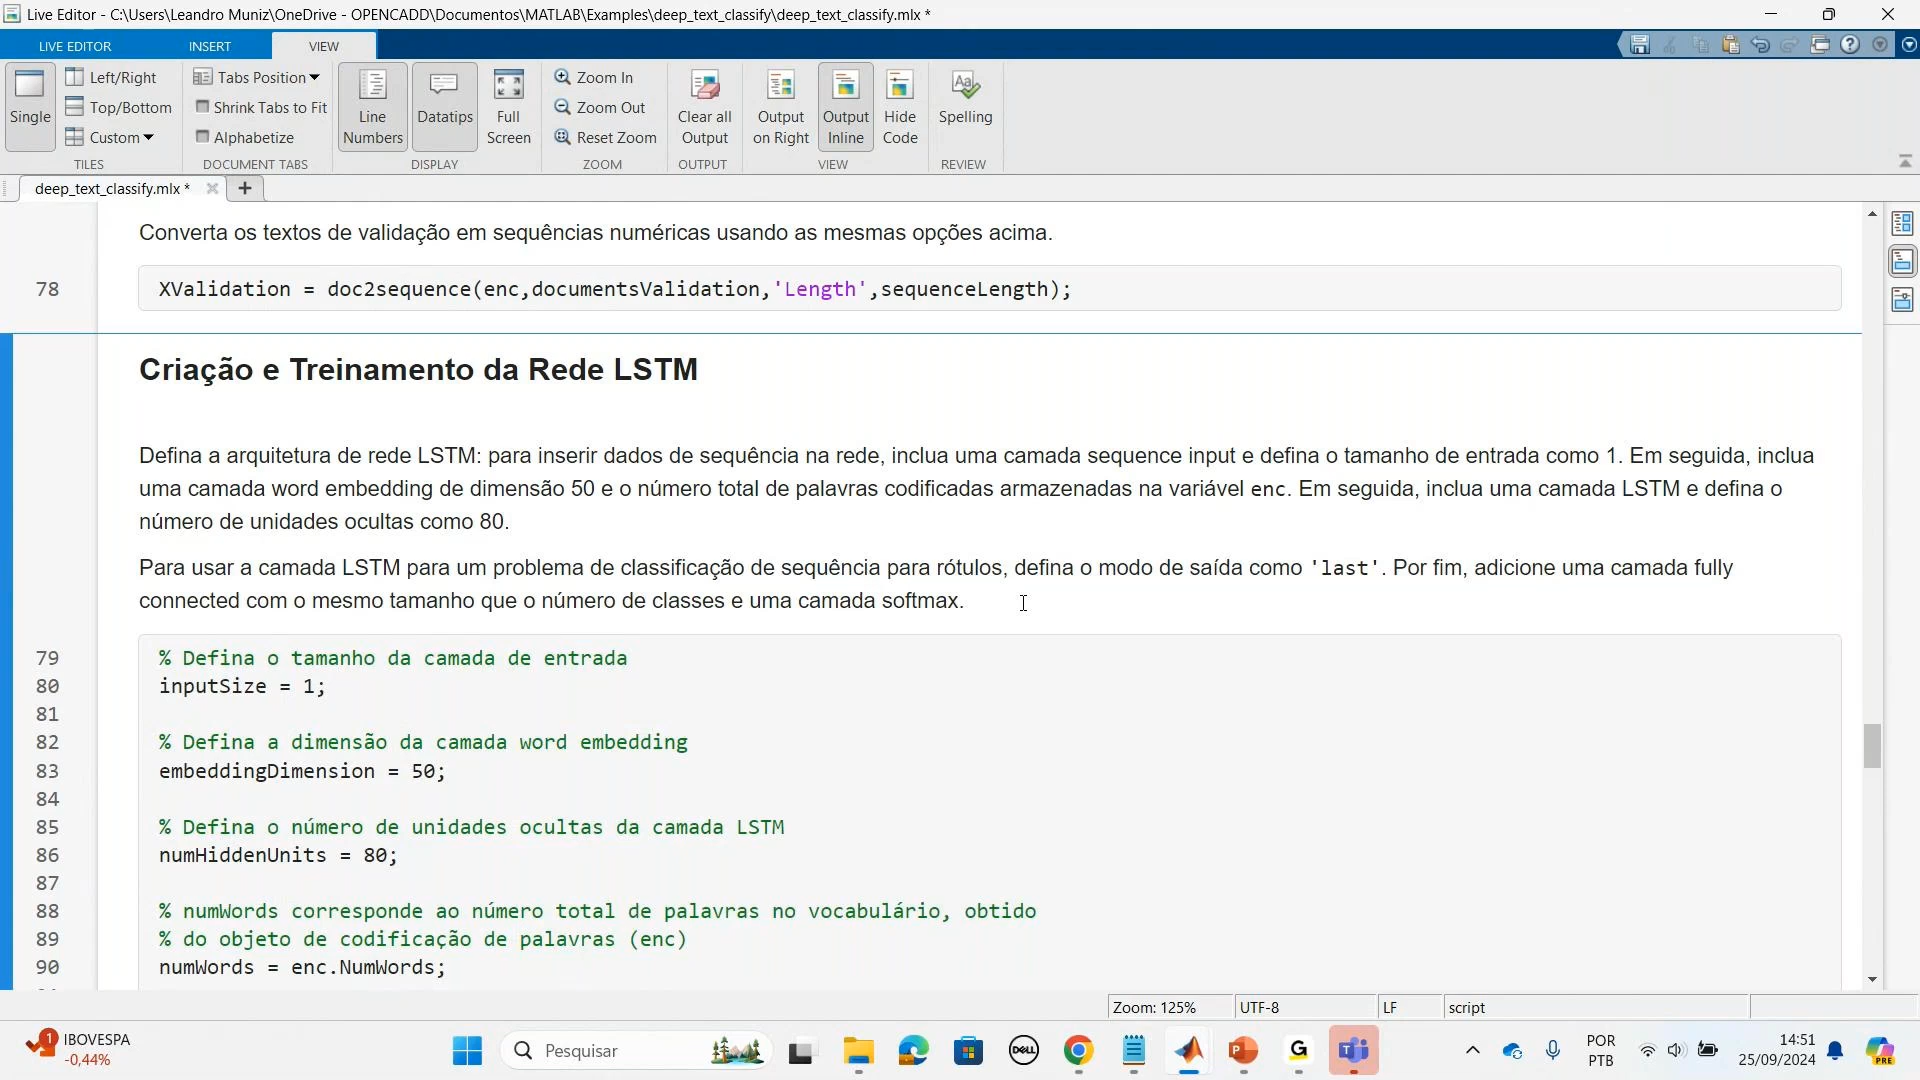 Live Editor - C:\Users\Leandro Muniz\OneDrive - OPENCADD\Documentos\MATLAB\Examples\deep_text_classify\deep_text_classify.mlx *
LIVE EDITOR INSERT VIEW
Single
Left/Right
Top/Bottom
Custom
TILES
Tabs Position
Shrink Tabs to Fit
Alphabetize
DOCUMENT TABS
Line
Numbers
Datatips
Full
Screen
DISPLAY
Zoom In
Zoom Out
Reset Zoom
ZOOM
Clear all
Output
OUTPUT
Output
on Right
Output
Inline
Hide
Code
VIEW
Spelling
REVIEW
deep_text_classify.mlx *
Converta os textos de validação em sequências numéricas usando as mesmas opções acima.
78 XValidation = doc2sequence(enc,documentsValidation,'Length',sequenceLength);
Criação e Treinamento da Rede LSTM
Defina a arquitetura de rede LSTM: para inserir dados de sequência na rede, inclua uma camada sequence input e defina o tamanho de entrada como 1. Em seguida, inclua
uma camada word embedding de dimensão 50 e o número total de palavras codificadas armazenadas na variável enc. Em seguida, inclua uma camada LSTM e defina o
número de unidades ocultas como 80.
Para usar a camada LSTM para um problema de classificação de sequência para rótulos, defina o modo de saída como 'last'. Por fim, adicione uma camada fully
connected com o mesmo tamanho que o número de classes e uma camada softmax.
79 % Defina o tamanho da camada de entrada
80 inputSize = 1;
81
82 % Defina a dimensão da camada word embedding
83 embeddingDimension = 50;
84
85 % Defina o número de unidades ocultas da camada LSTM
86 numHiddenUnits = 80;
87
88 % numWords corresponde ao número total de palavras no vocabulário, obtido
89 % do objeto de codificação de palavras (enc)
90 numWords = enc.NumWords;
Zoom: 125% UTF-8 LF script
1 IBOVESPA
-0,44%
Pesquisar
DELL
POR
PTB
14:51
25/09/2024
PRE